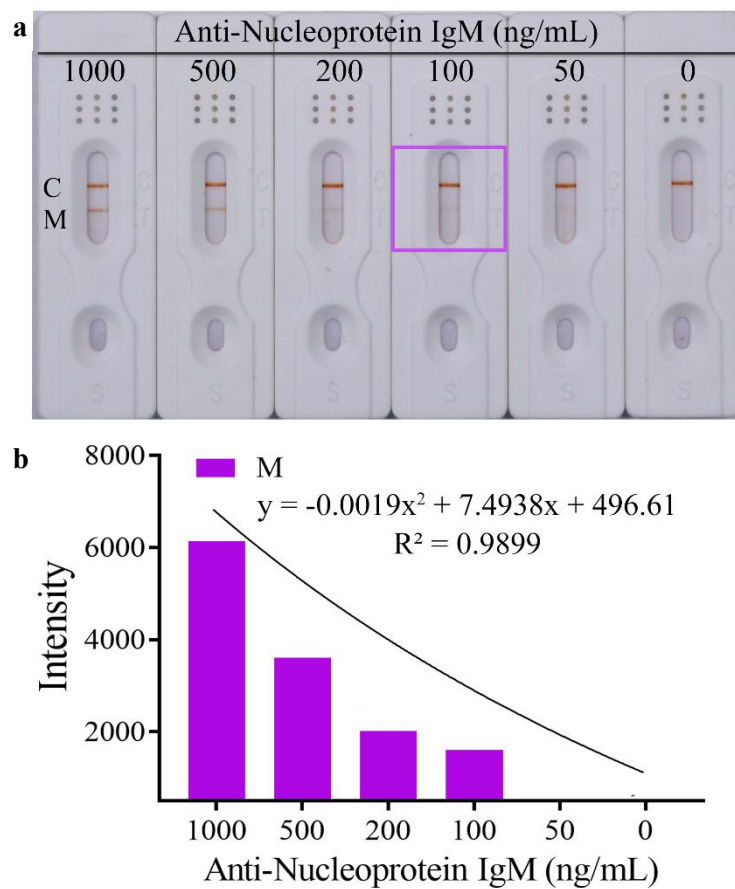 a
Anti-Nucleoprotein IgM (ng/mL)
1000 500 200 100 50 0
C
M
C C C C C C
T T T T T T
S S S S S S
b
8000
6000
4000
2000
Intensity
M
y = -0.0019x² + 7.4938x + 496.61
R² = 0.9899
1000 500 200 100 50 0
Anti-Nucleoprotein IgM (ng/mL)